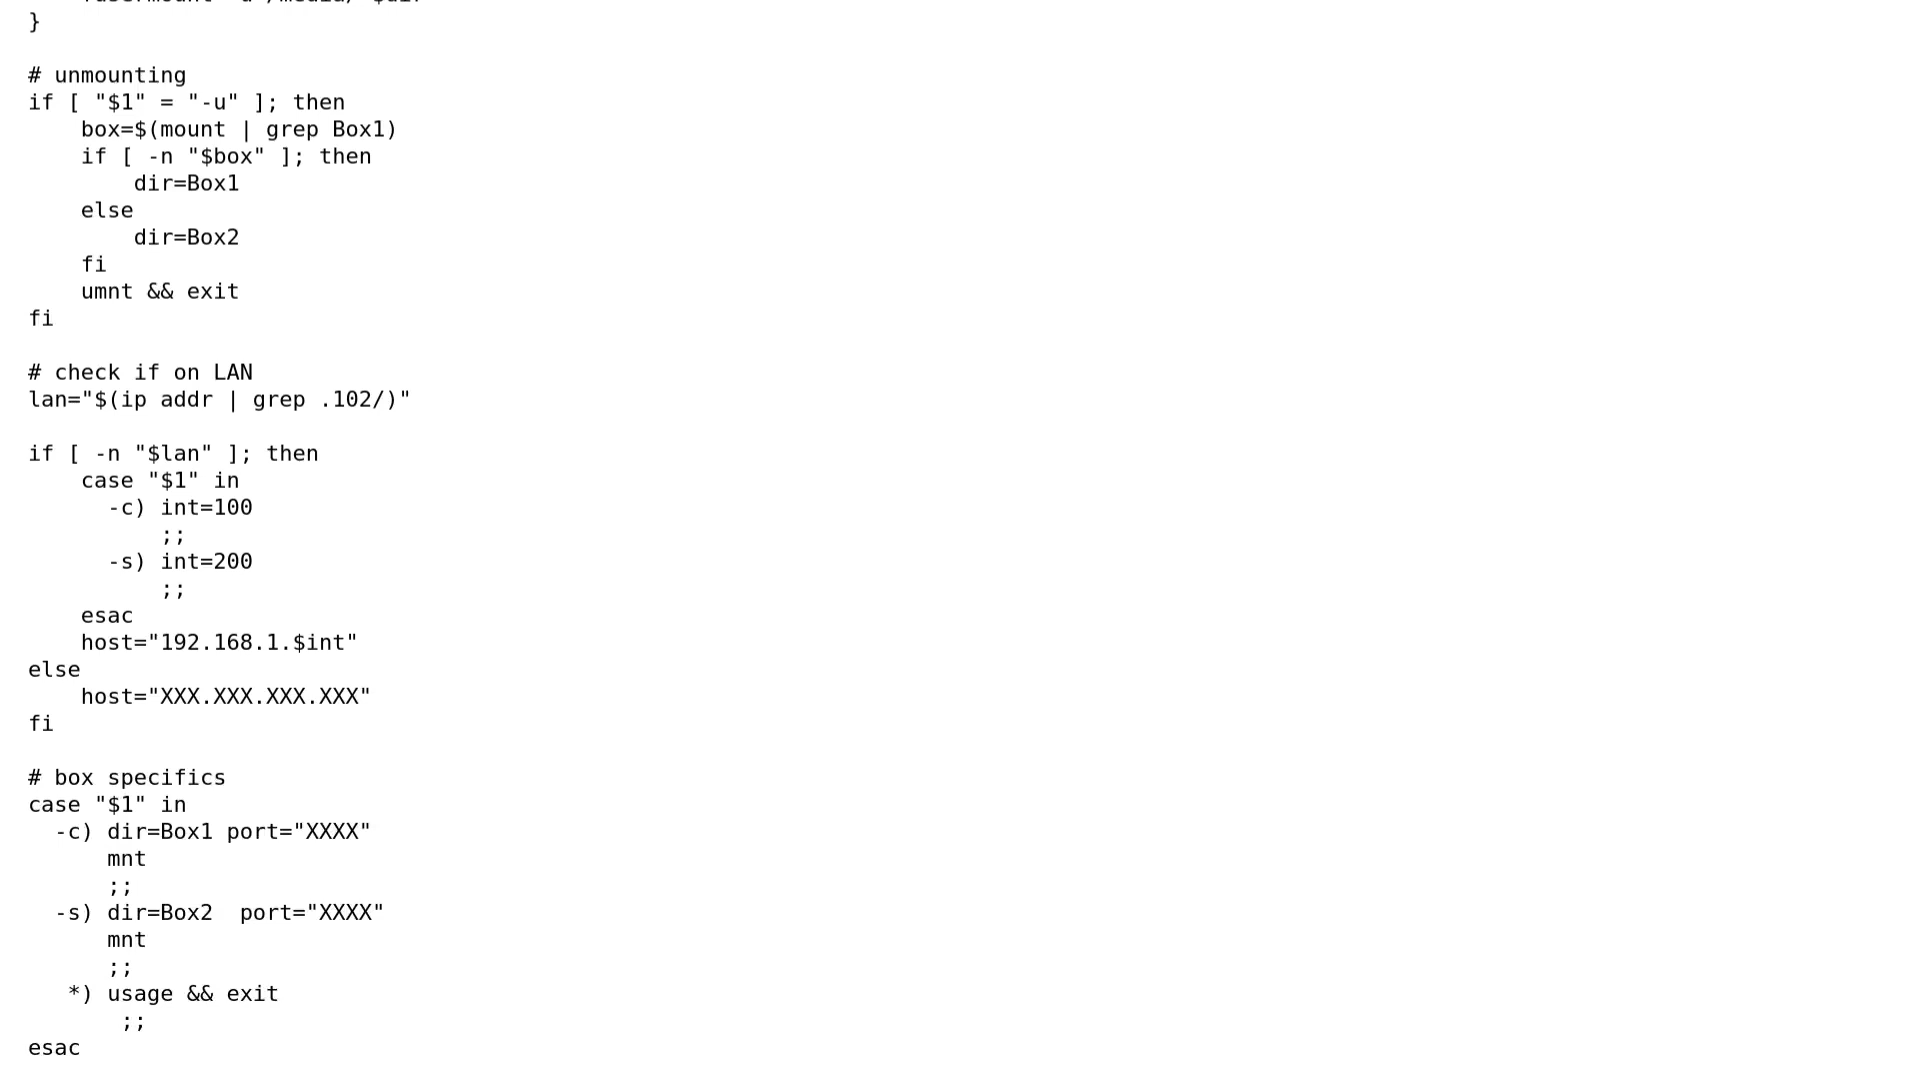 }

# unmounting
if [ "$1" = "-u" ]; then
    box=$(mount | grep Box1)
    if [ -n "$box" ]; then
        dir=Box1
    else
        dir=Box2
    fi
    umnt && exit
fi

# check if on LAN
lan="$(ip addr | grep .102/)"

if [ -n "$lan" ]; then
    case "$1" in
      -c) int=100
          ;;
      -s) int=200
          ;;
    esac
    host="192.168.1.$int"
else
    host="XXX.XXX.XXX.XXX"
fi

# box specifics
case "$1" in
  -c) dir=Box1 port="XXXX"
      mnt
      ;;
  -s) dir=Box2  port="XXXX"
      mnt
      ;;
   *) usage && exit
       ;;
esac